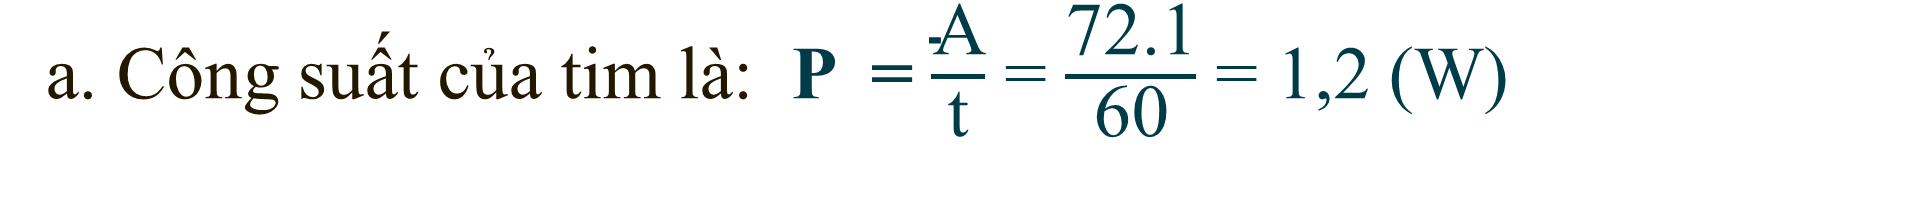 a. Công suất của tim là: P = -A/t = 72.1/60 = 1,2 (W)